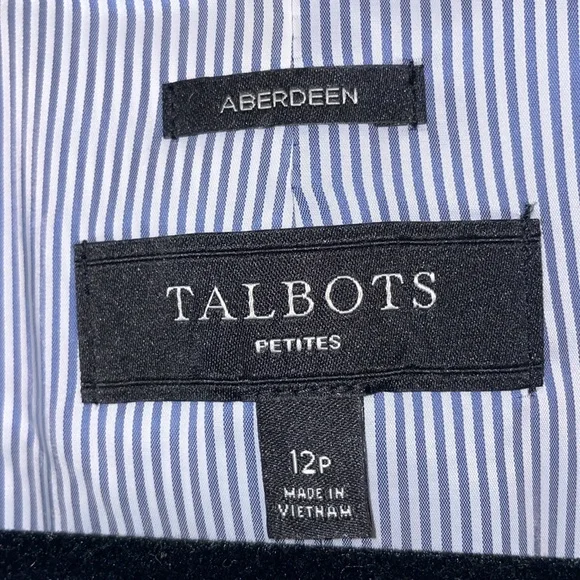 ABERDEEN
TALBOTS
PETITES
12P
MADE IN
VIETNAM